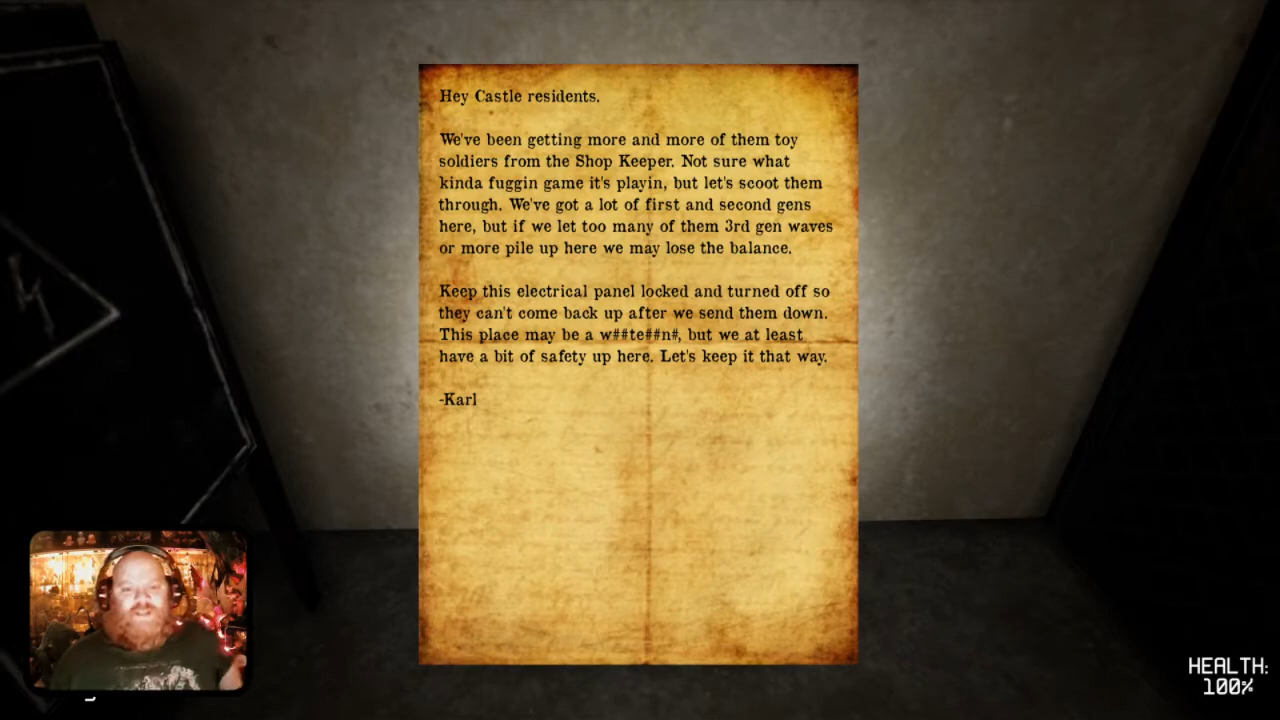 Hey Castle residents.
We've been getting more and more of them toy
soldiers from the Shop Keeper. Not sure what
kinda fuggin game it's playin, but let's scoot them
through. We've got a lot of first and second gens
here, but if we let too many of them 3rd gen waves
or more pile up here we may lose the balance.
Keep this electrical panel locked and turned off so
they can't come back up after we send them down.
This place may be a w##te##n#, but we at least
have a bit of safety up here. Let's keep it that way.
-Karl
HEALTH:
100%